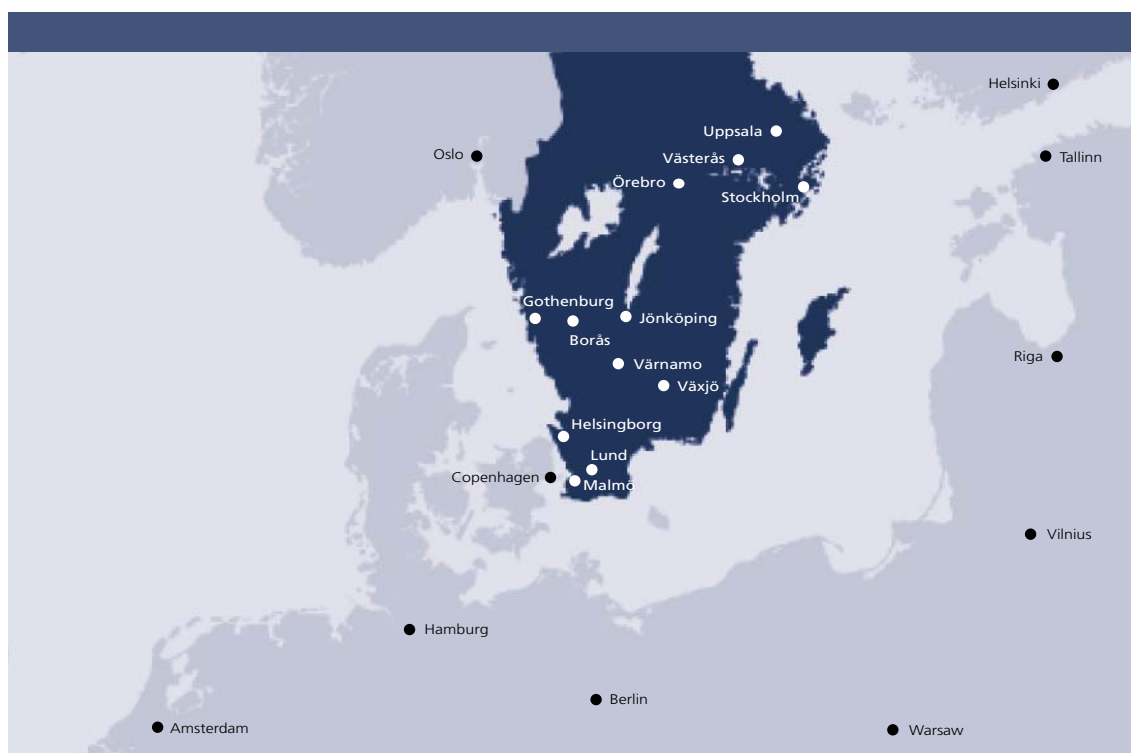 Helsinki
Uppsala
Oslo
Västerås
Tallinn
Örebro
Stockholm
Gothenburg
Jönköping
Borås
Riga
Värnamo
Växjö
Helsingborg
Lund
Copenhagen
Malmö
Vilnius
Hamburg
Berlin
Amsterdam
Warsaw